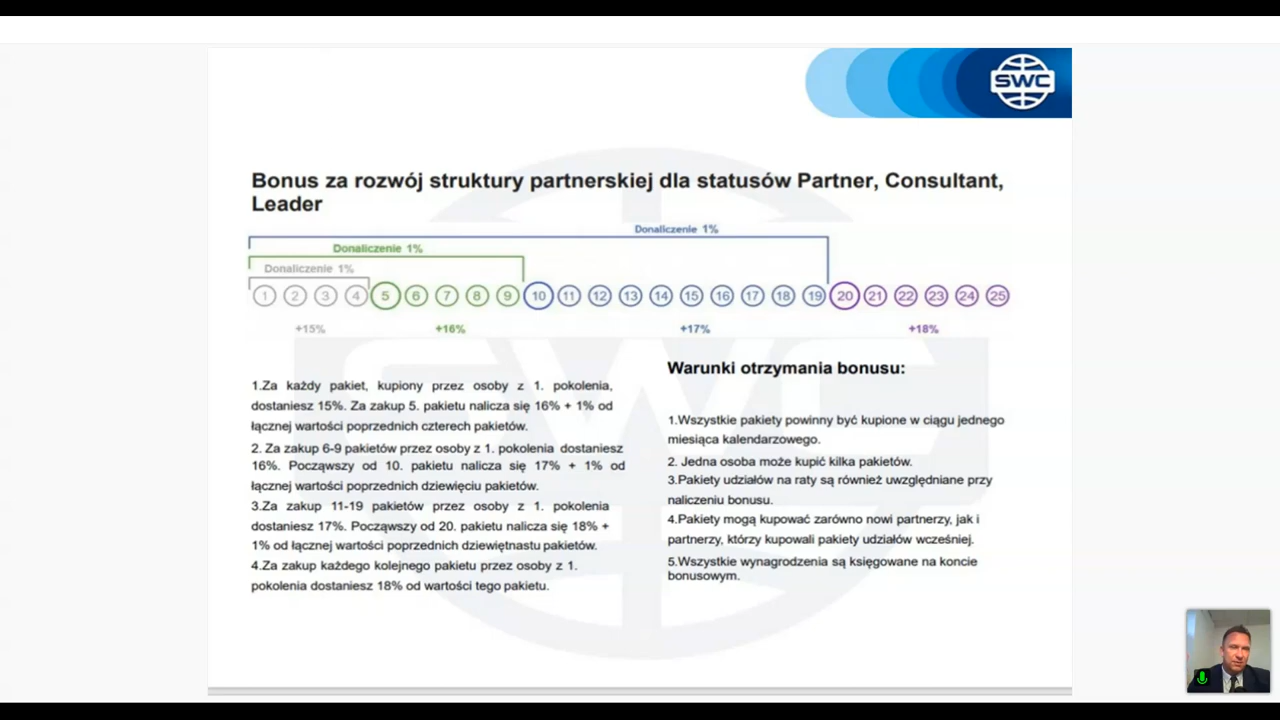 SWC
Bonus za rozwój struktury partnerskiej dla statusów Partner, Consultant,
Leader
Donaliczenie 1%
Donaliczenie 1%
Donaliczenie 1%
1 2 3 4 5 6 7 8 9 10 11 12 13 14 15 16 17 18 19 20 21 22 23 24 25
+15% +16% +17% +18%
1.Za każdy pakiet, kupiony przez osoby z 1. pokolenia,
dostaniesz 15%. Za zakup 5. pakietu nalicza się 16% + 1% od
łącznej wartości poprzednich czterech pakietów.
2. Za zakup 6-9 pakietów przez osoby z 1. pokolenia dostaniesz
16%. Począwszy od 10. pakietu nalicza się 17% + 1% od
łącznej wartości poprzednich dziewięciu pakietów.
3.Za zakup 11-19 pakietów przez osoby z 1. pokolenia
dostaniesz 17%. Począwszy od 20. pakietu nalicza się 18% +
1% od łącznej wartości poprzednich dziewiętnastu pakietów.
4.Za zakup każdego kolejnego pakietu przez osoby z 1.
pokolenia dostaniesz 18% od wartości tego pakietu.
Warunki otrzymania bonusu:
1.Wszystkie pakiety powinny być kupione w ciągu jednego
miesiąca kalendarzowego.
2. Jedna osoba może kupić kilka pakietów.
3.Pakiety udziałów na raty są również uwzględniane przy
naliczeniu bonusu.
4.Pakiety mogą kupować zarówno nowi partnerzy, jak i
partnerzy, którzy kupowali pakiety udziałów wcześniej.
5.Wszystkie wynagrodzenia są księgowane na koncie
bonusowym.